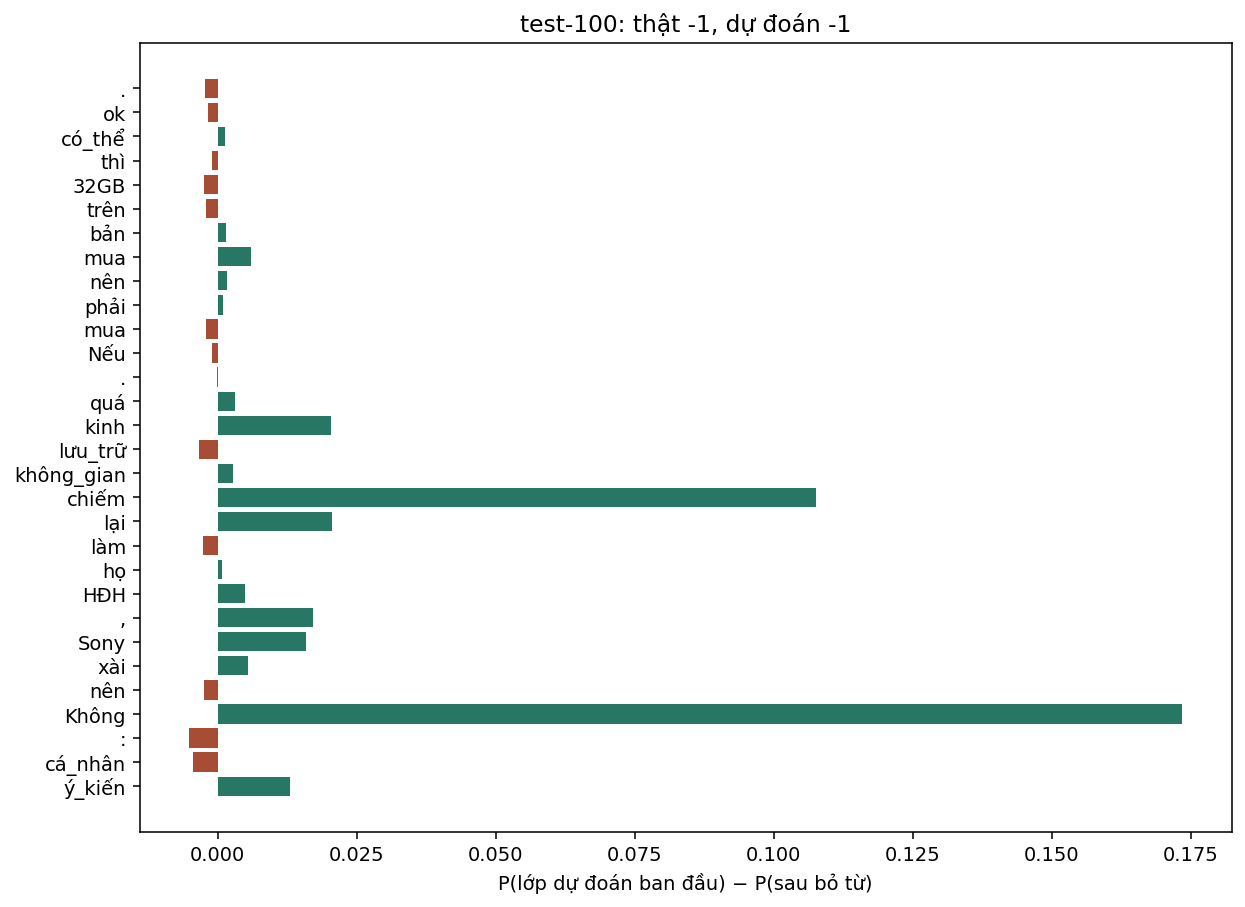 test-100: thật -1, dự đoán -1
.
ok
có_thể
thì
32GB
trên
bản
mua
nên
phải
mua
Nếu
.
quá
kinh
lưu_trữ
không_gian
chiếm
lại
làm
họ
HĐH
,
Sony
xài
nên
Không
:
cá_nhân
ý_kiến
0.000 0.025 0.050 0.075 0.100 0.125 0.150 0.175
P(lớp dự đoán ban đầu) − P(sau bỏ từ)